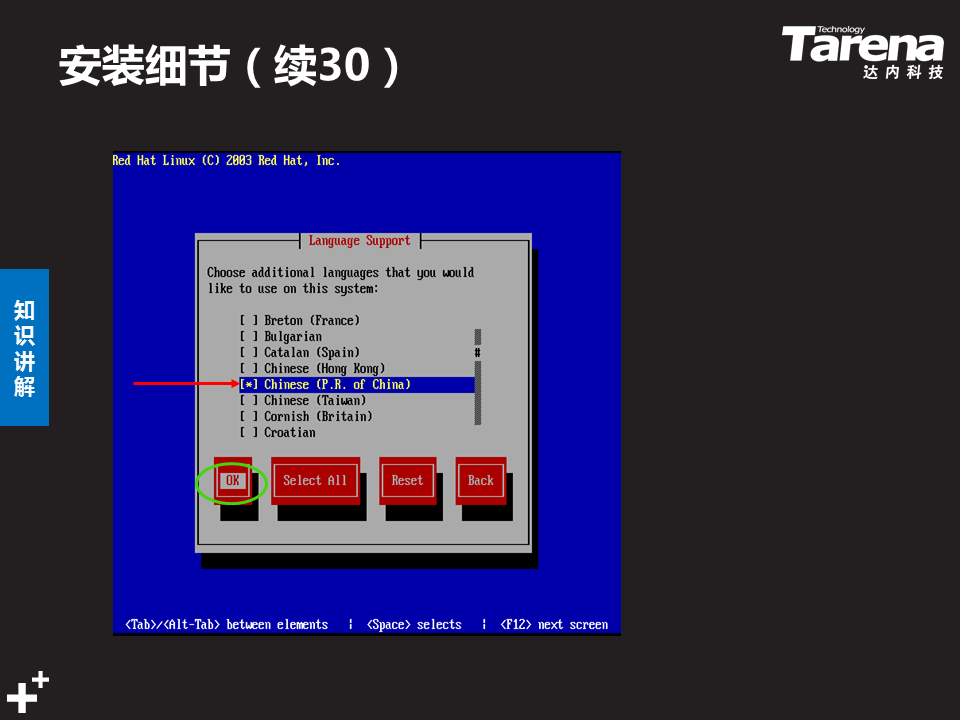 安装细节（续30）
Technology
Tarena
达内科技
Red Hat Linux (C) 2003 Red Hat, Inc.
Language Support
Choose additional languages that you would
like to use on this system:
[ ] Breton (France)
[ ] Bulgarian
[ ] Catalan (Spain)
#
[ ] Chinese (Hong Kong)
[*] Chinese (P.R. of China)
[ ] Chinese (Taiwan)
[ ] Cornish (Britain)
[ ] Croatian
OK Select All Reset Back
<Tab>/<Alt-Tab> between elements | <Space> selects | <F12> next screen
知识讲解